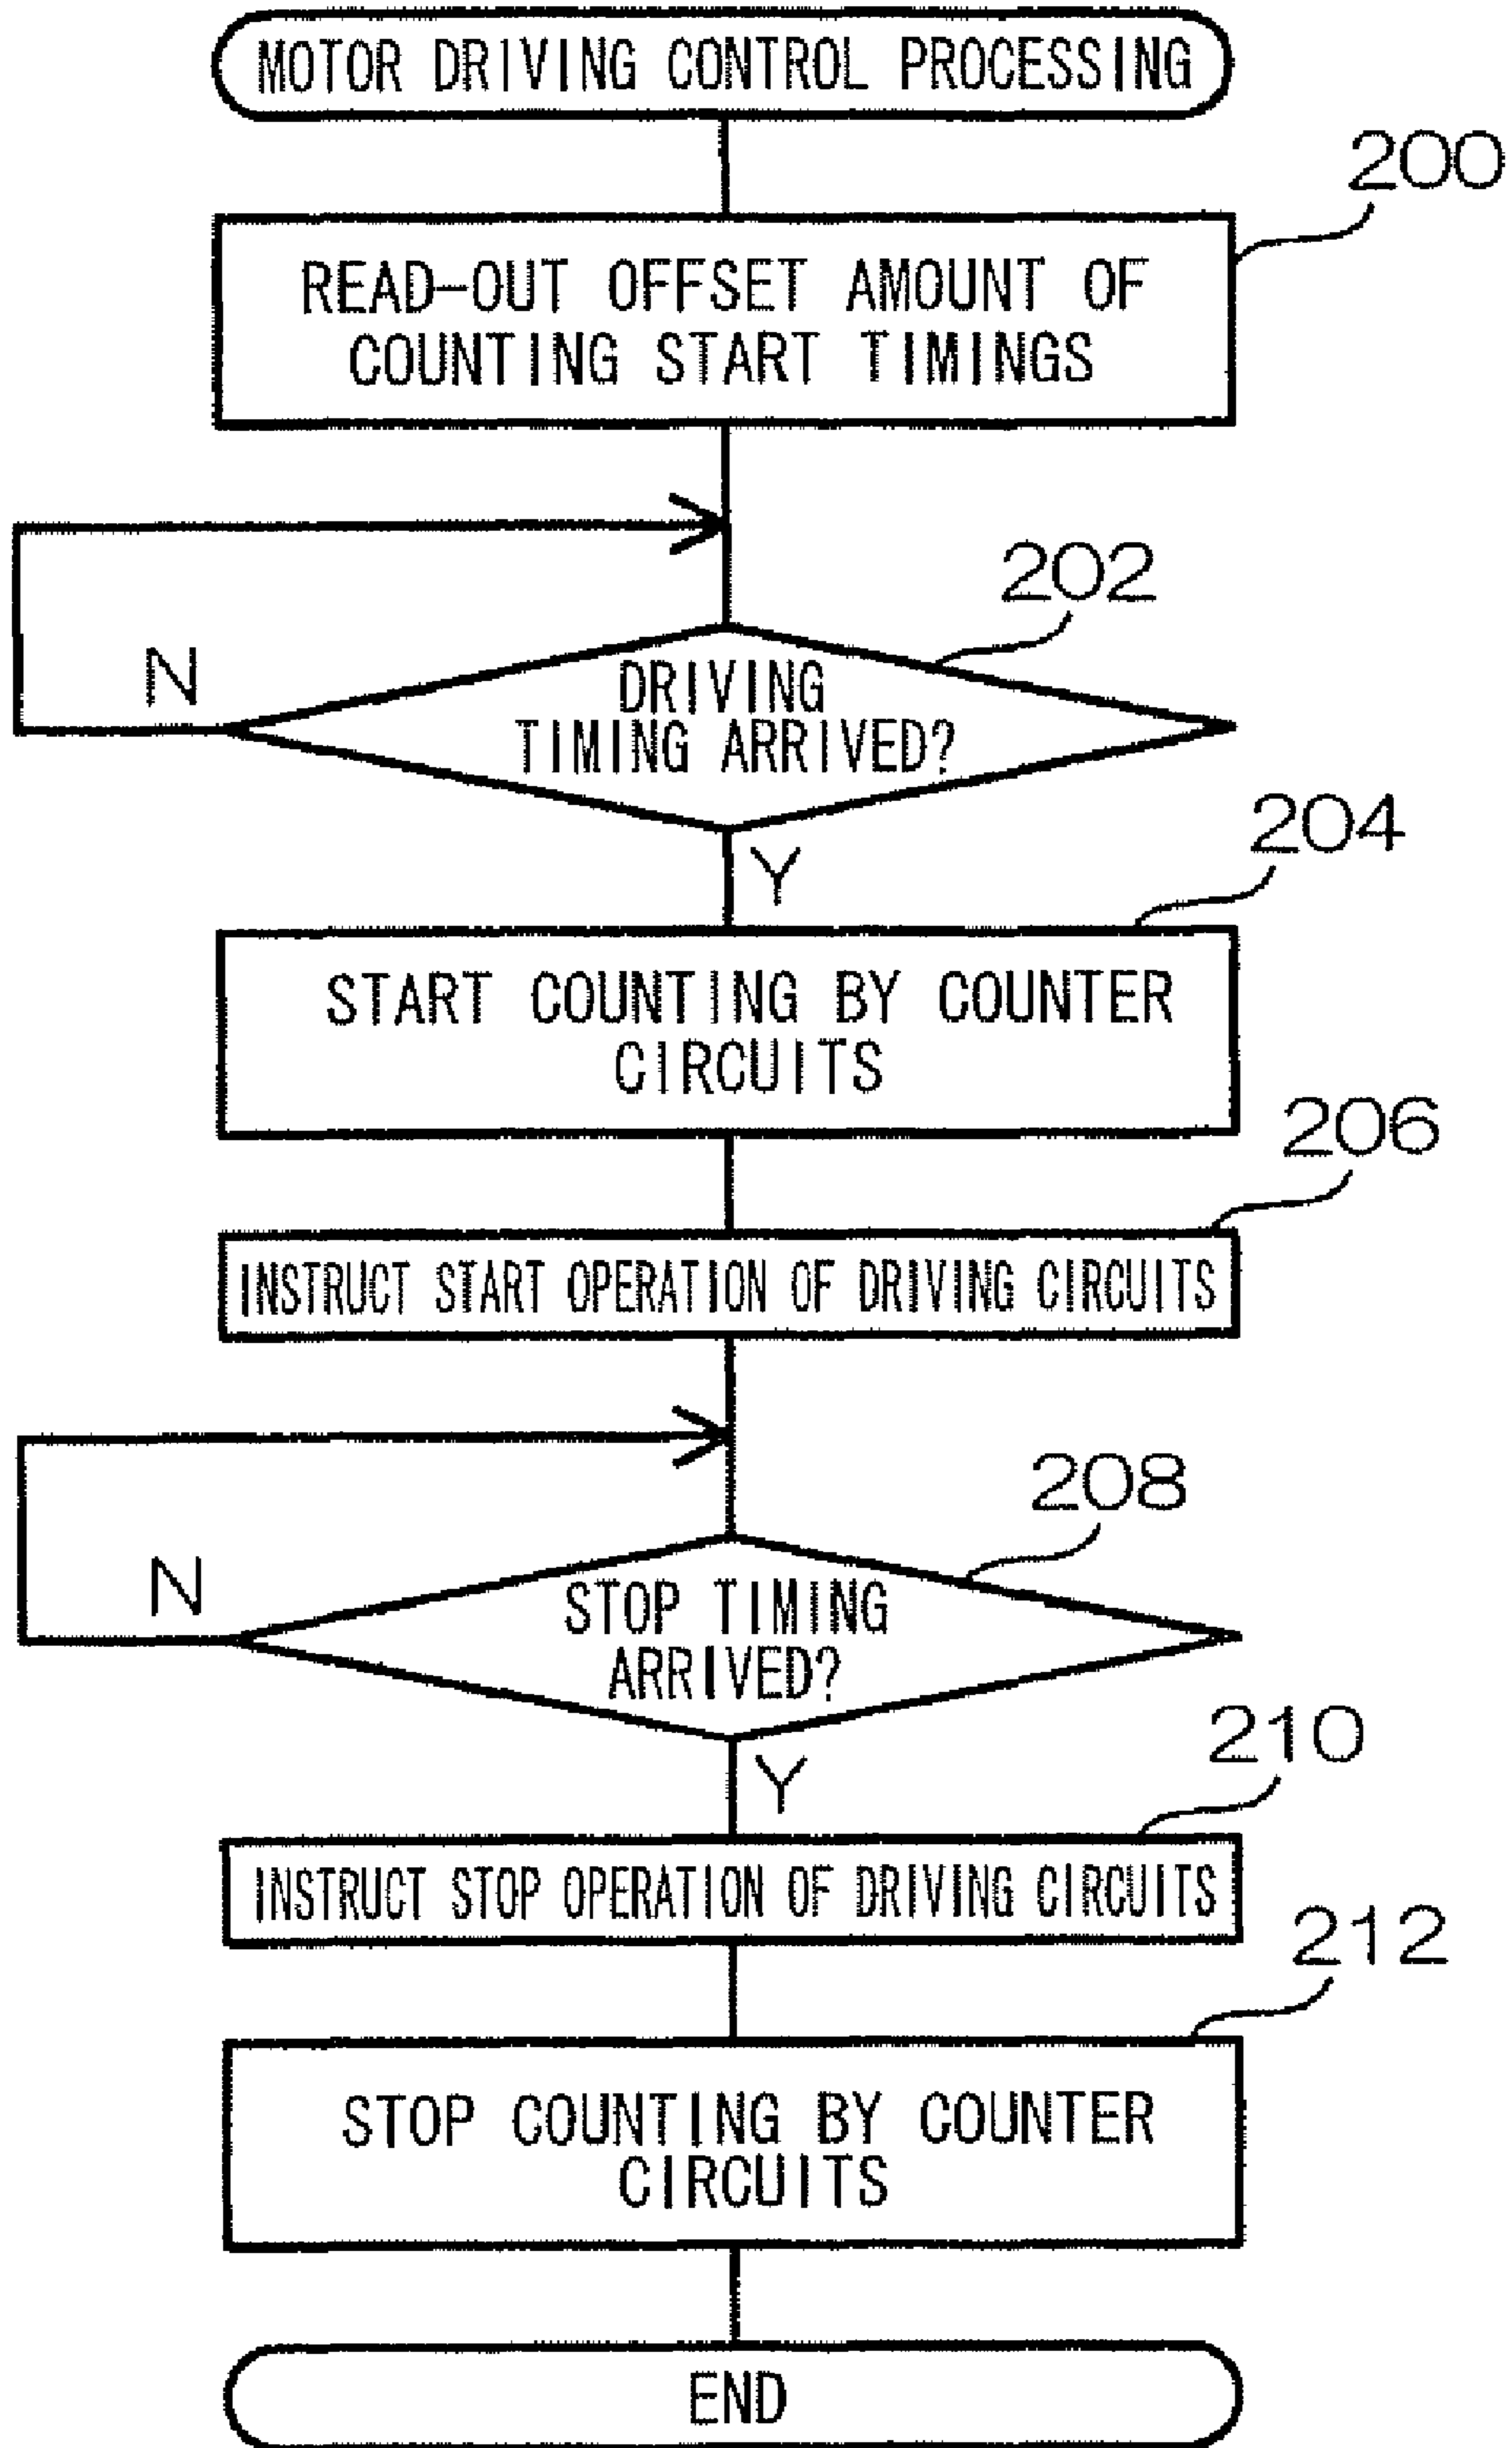 MOTOR DRIVING CONTROL PROCESSING
200
READ-OUT OFFSET AMOUNT OF
COUNTING START TIMINGS
202
N
DRIVING
TIMING ARRIVED?
Y
204
START COUNTING BY COUNTER
CIRCUITS
206
INSTRUCT START OPERATION OF DRIVING CIRCUITS
208
N
STOP TIMING
ARRIVED?
Y
210
INSTRUCT STOP OPERATION OF DRIVING CIRCUITS
212
STOP COUNTING BY COUNTER
CIRCUITS
END